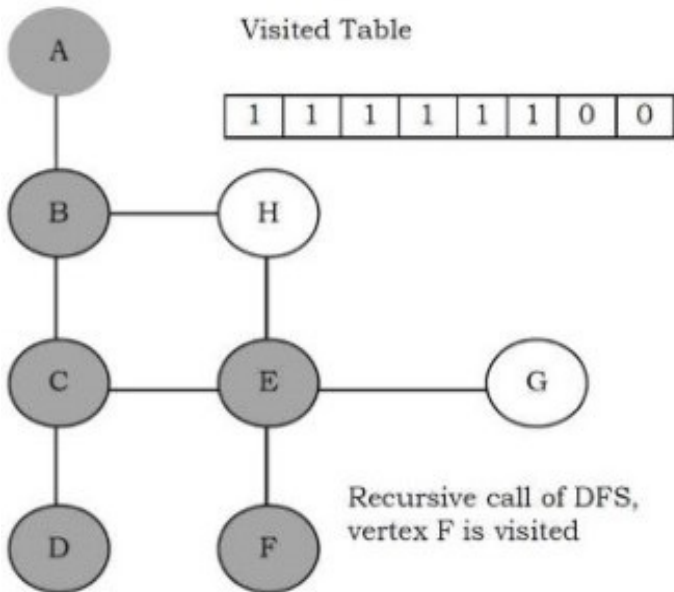 A
Visited Table
1 1 1 1 1 1 0 0
B
H
C
E
G
Recursive call of DFS,
vertex F is visited
D
F